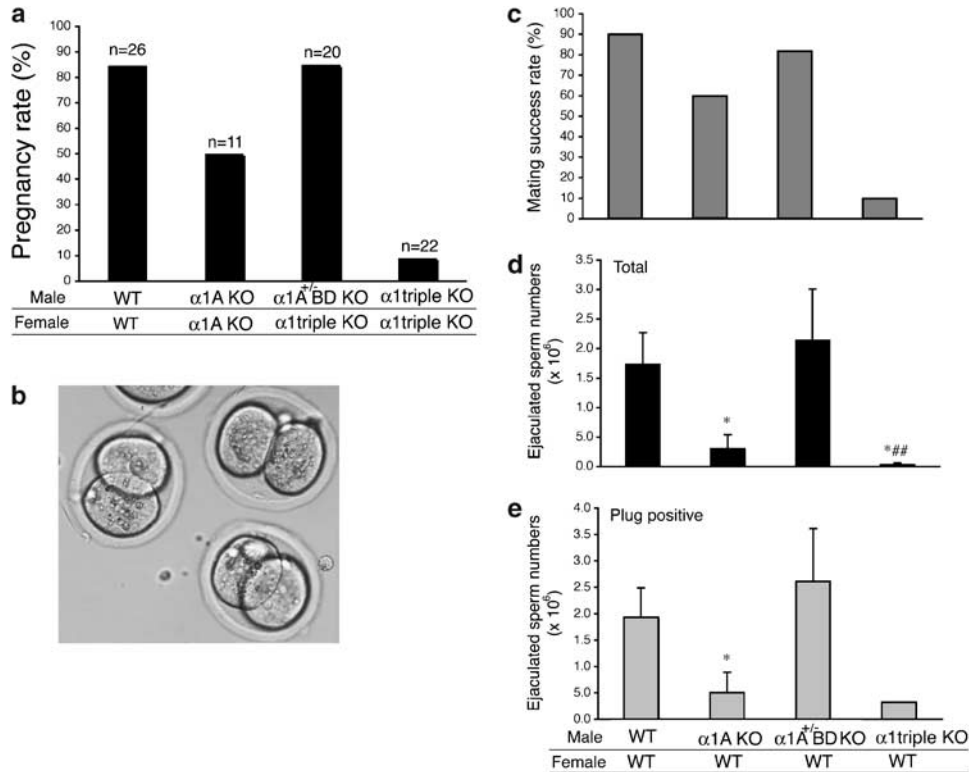 a
Pregnancy rate (%)
100
90
80
70
60
50
40
30
20
10
0
n=26
n=11
n=20
n=22
Male WT α1A KO α1A+/- BD KO α1triple KO
Female WT α1A KO α1triple KO α1triple KO
b
c
Mating success rate (%)
100
90
80
70
60
50
40
30
20
10
0
d
Total
Ejaculated sperm numbers
(x 10⁶)
3.5
3.0
2.5
2.0
1.5
1.0
5.0
0.0
*
*##
e
Plug positive
Ejaculated sperm numbers
(x 10⁶)
4.0
3.5
3.0
2.5
2.0
1.5
1.0
5.0
0.0
*
Male WT α1A KO α1A+/- BD KO α1triple KO
Female WT WT WT WT